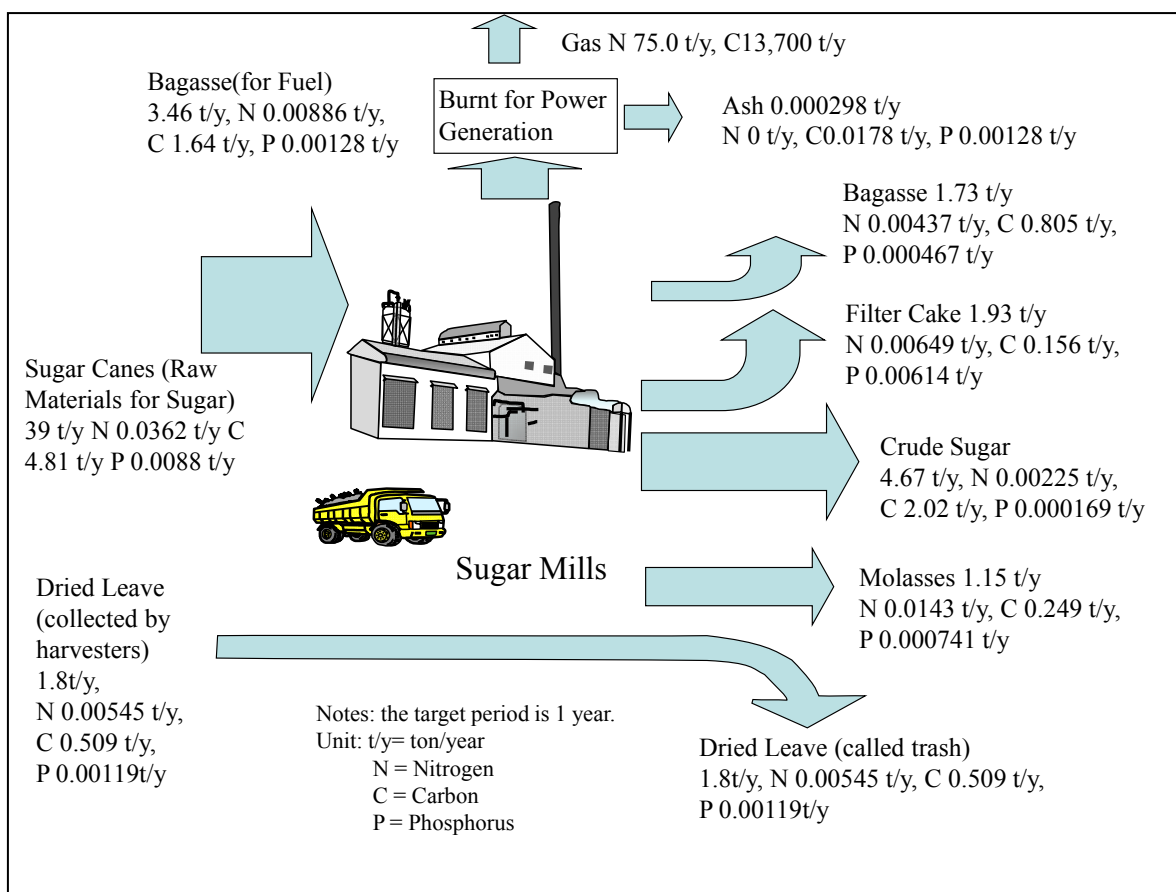 Gas N 75.0 t/y, C13,700 t/y
Bagasse(for Fuel)
3.46 t/y, N 0.00886 t/y,
C 1.64 t/y, P 0.00128 t/y
Burnt for Power
Generation
Ash 0.000298 t/y
N 0 t/y, C0.0178 t/y, P 0.00128 t/y
Bagasse 1.73 t/y
N 0.00437 t/y, C 0.805 t/y,
P 0.000467 t/y
Filter Cake 1.93 t/y
N 0.00649 t/y, C 0.156 t/y,
P 0.00614 t/y
Sugar Canes (Raw
Materials for Sugar)
39 t/y N 0.0362 t/y C
4.81 t/y P 0.0088 t/y
Crude Sugar
4.67 t/y, N 0.00225 t/y,
C 2.02 t/y, P 0.000169 t/y
Sugar Mills
Molasses 1.15 t/y
N 0.0143 t/y, C 0.249 t/y,
P 0.000741 t/y
Dried Leave
(collected by
harvesters)
1.8t/y,
N 0.00545 t/y,
C 0.509 t/y,
P 0.00119t/y
Notes: the target period is 1 year.
Unit: t/y= ton/year
N = Nitrogen
C = Carbon
P = Phosphorus
Dried Leave (called trash)
1.8t/y, N 0.00545 t/y, C 0.509 t/y,
P 0.00119t/y